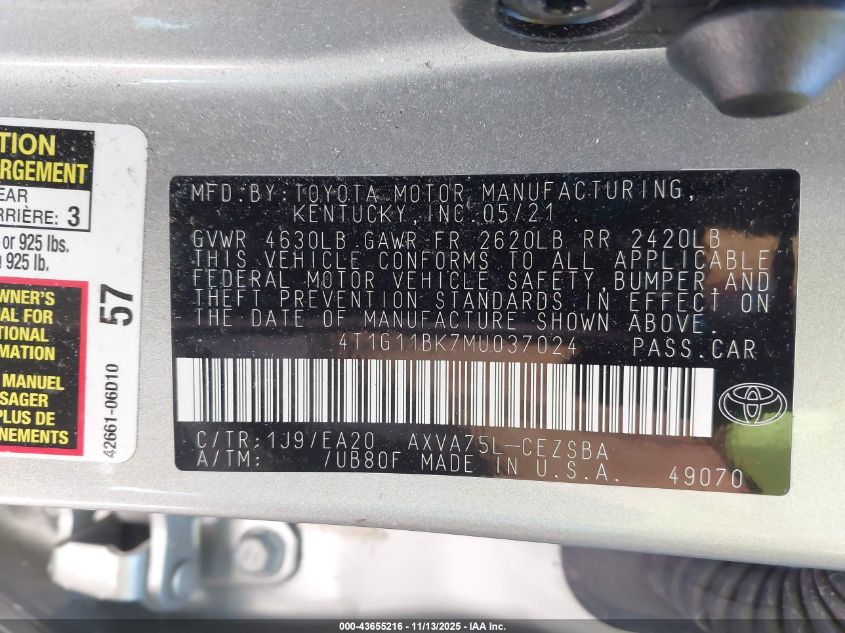 TION
RGEMENT
EAR
RRIÈRE: 3
or 925 lbs.
925 lb.
OWNER'S
AL FOR
TIONAL
RMATION
MANUEL
SAGER
PLUS DE
NEMENTS
57
42661-06D10
MFD. BY: TOYOTA MOTOR MANUFACTURING,
KENTUCKY, INC. 05/21
GVWR 4630LB GAWR FR 2620LB RR 2420LB
THIS VEHICLE CONFORMS TO ALL APPLICABLE
FEDERAL MOTOR VEHICLE SAFETY, BUMPER AND
THEFT PREVENTION STANDARDS IN EFFECT ON
THE DATE OF MANUFACTURE SHOWN ABOVE.
4T1G11BK7MU037024 PASS.CAR
C/TR: 1J9/EA20 AXVA75L-CEZSBA
A/TM: /UB80F MADE IN U.S.A. 49070
000-43655216 - 11/13/2025 - IAA Inc.